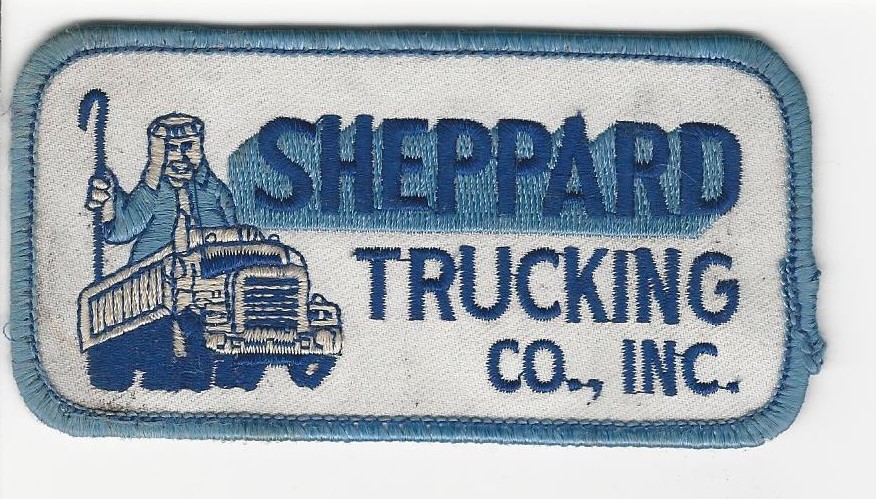 SHEPPARD
TRUCKING
CO., INC.